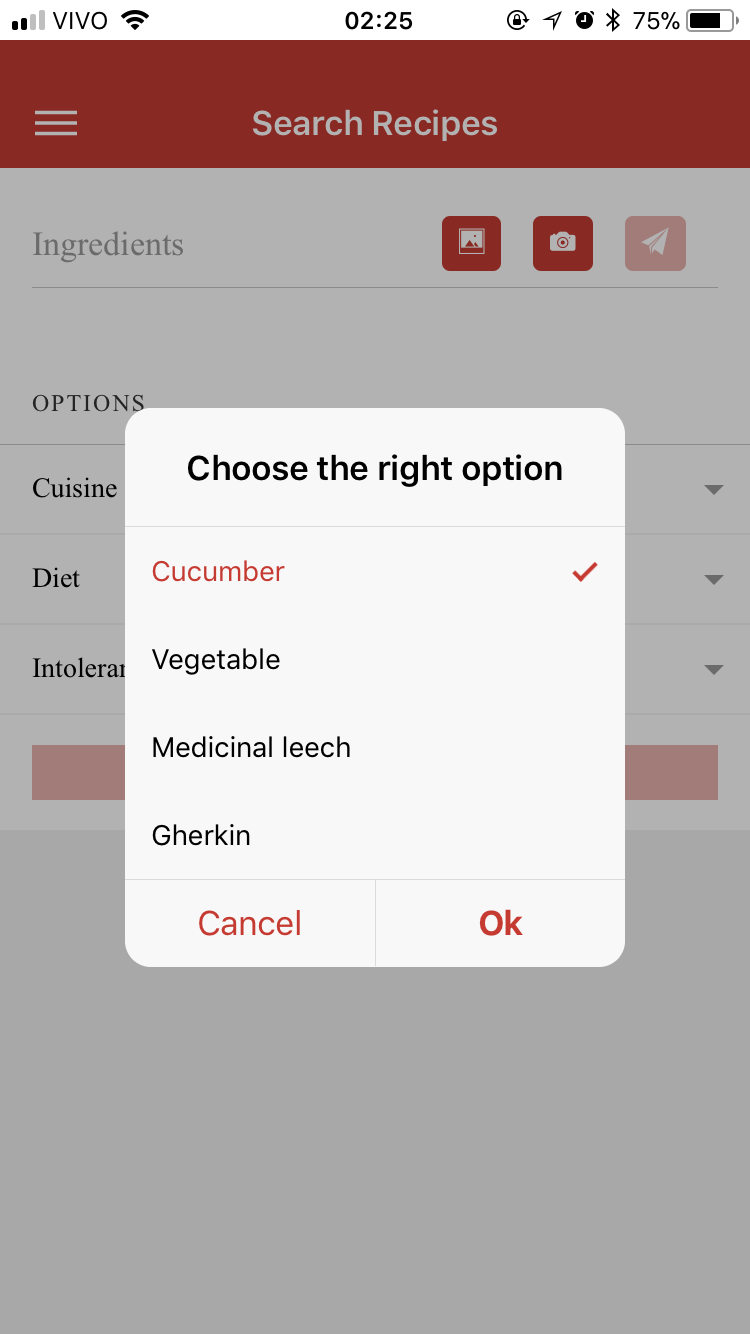 VIVO 02:25 75%
Search Recipes
Ingredients
OPTIONS
Choose the right option
Cuisine
Cucumber
Diet
Vegetable
Intoleran
Medicinal leech
Gherkin
Cancel Ok